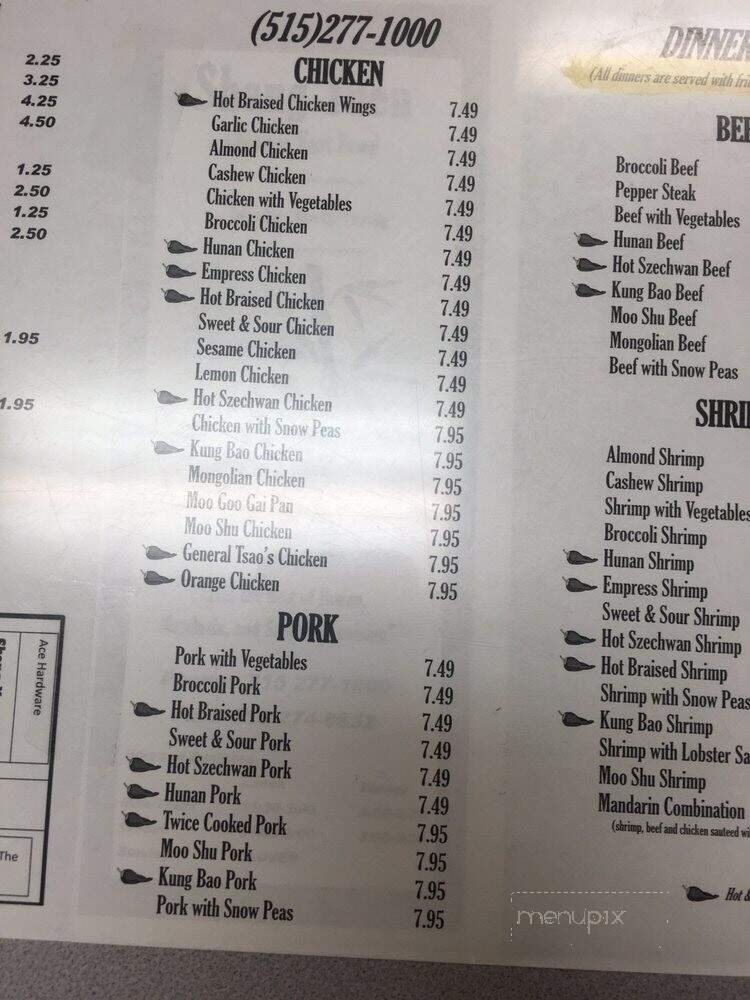 2.25
3.25
4.25
4.50
1.25
2.50
1.25
2.50
1.95
1.95
Ace Hardware
The
(515)277-1000
CHICKEN
Hot Braised Chicken Wings 7.49
Garlic Chicken 7.49
Almond Chicken 7.49
Cashew Chicken 7.49
Chicken with Vegetables 7.49
Broccoli Chicken 7.49
Hunan Chicken 7.49
Empress Chicken 7.49
Hot Braised Chicken 7.49
Sweet & Sour Chicken 7.49
Sesame Chicken 7.49
Lemon Chicken 7.49
Hot Szechwan Chicken 7.49
Chicken with Snow Peas 7.95
Kung Bao Chicken 7.95
Mongolian Chicken 7.95
Moo Goo Gai Pan 7.95
Moo Shu Chicken 7.95
General Tsao's Chicken 7.95
Orange Chicken 7.95
PORK
Pork with Vegetables 7.49
Broccoli Pork 7.49
Hot Braised Pork 7.49
Sweet & Sour Pork 7.49
Hot Szechwan Pork 7.49
Hunan Pork 7.49
Twice Cooked Pork 7.95
Moo Shu Pork 7.95
Kung Bao Pork 7.95
Pork with Snow Peas 7.95
DINNER
(All dinners are served with fri
BEE
Broccoli Beef
Pepper Steak
Beef with Vegetables
Hunan Beef
Hot Szechwan Beef
Kung Bao Beef
Moo Shu Beef
Mongolian Beef
Beef with Snow Peas
SHRI
Almond Shrimp
Cashew Shrimp
Shrimp with Vegetables
Broccoli Shrimp
Hunan Shrimp
Empress Shrimp
Sweet & Sour Shrimp
Hot Szechwan Shrimp
Hot Braised Shrimp
Shrimp with Snow Peas
Kung Bao Shrimp
Shrimp with Lobster Sa
Moo Shu Shrimp
Mandarin Combination
(shrimp, beef and chicken sauteed wi
Hot &
menupix